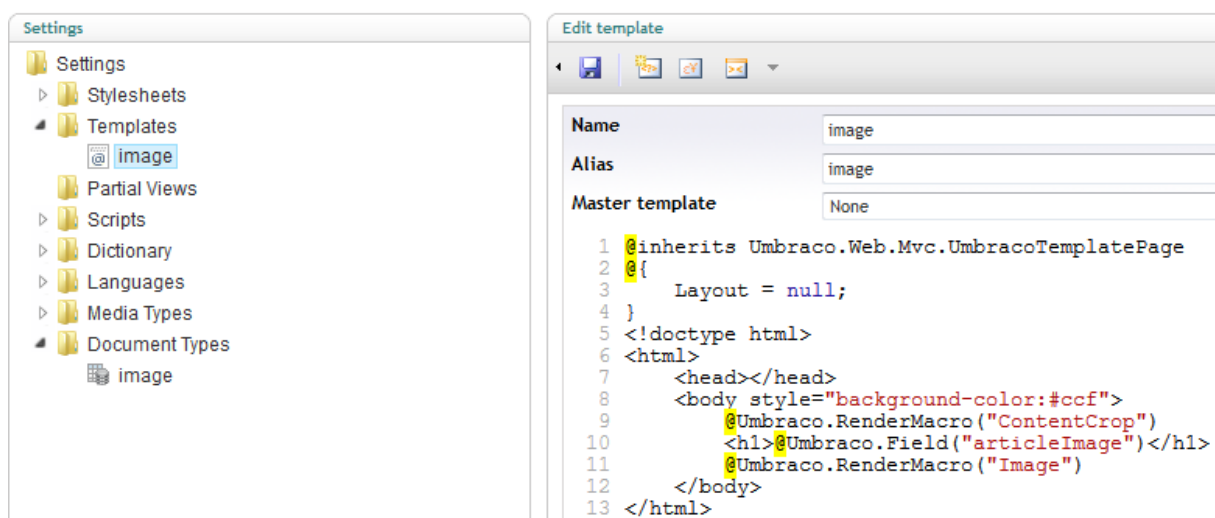 Settings
Settings
Stylesheets
Templates
image
Partial Views
Scripts
Dictionary
Languages
Media Types
Document Types
image
Edit template
Name image
Alias image
Master template None
1 @inherits Umbraco.Web.Mvc.UmbracoTemplatePage
2 @{
3 Layout = null;
4 }
5 <!doctype html>
6 <html>
7 <head></head>
8 <body style="background-color:#ccf">
9 @Umbraco.RenderMacro("ContentCrop")
10 <h1>@Umbraco.Field("articleImage")</h1>
11 @Umbraco.RenderMacro("Image")
12 </body>
13 </html>